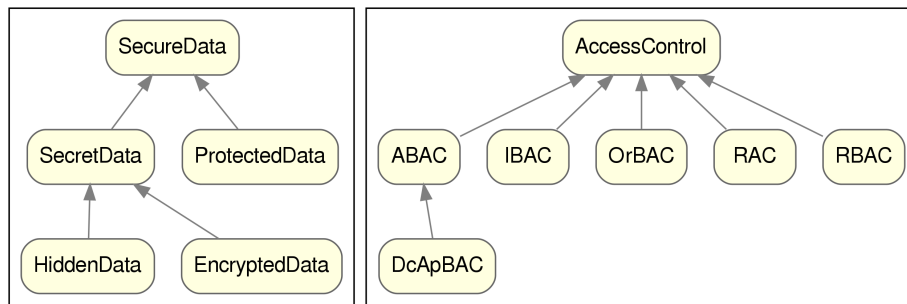 SecureData
SecretData
ProtectedData
HiddenData
EncryptedData
AccessControl
ABAC
IBAC
OrBAC
RAC
RBAC
DcApBAC